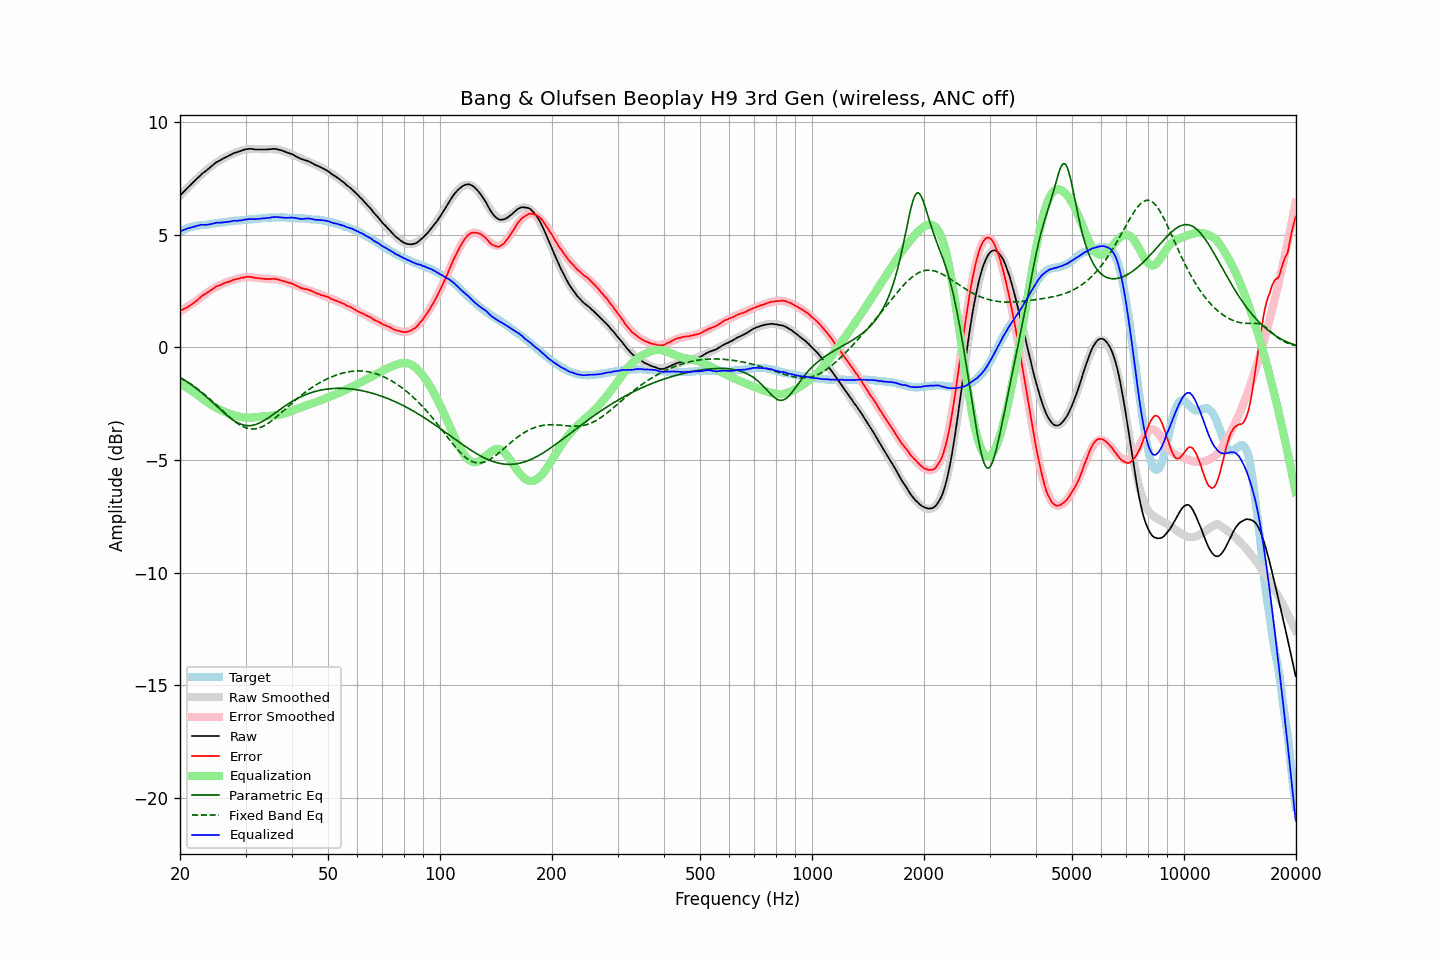 Bang & Olufsen Beoplay H9 3rd Gen (wireless, ANC off)
10
5
0
−5
−10
−15
−20
Amplitude (dBr)
Target
Raw Smoothed
Error Smoothed
Raw
Error
Equalization
Parametric Eq
Fixed Band Eq
Equalized
20 50 100 200 500 1000 2000 5000 10000 20000
Frequency (Hz)